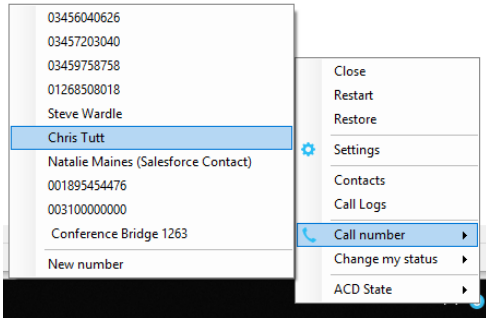 03456040626
03457203040
03459758758
01268508018
Steve Wardle
Chris Tutt
Natalie Maines (Salesforce Contact)
001895454476
003100000000
Conference Bridge 1263
New number
Close
Restart
Restore
Settings
Contacts
Call Logs
Call number
Change my status
ACD State